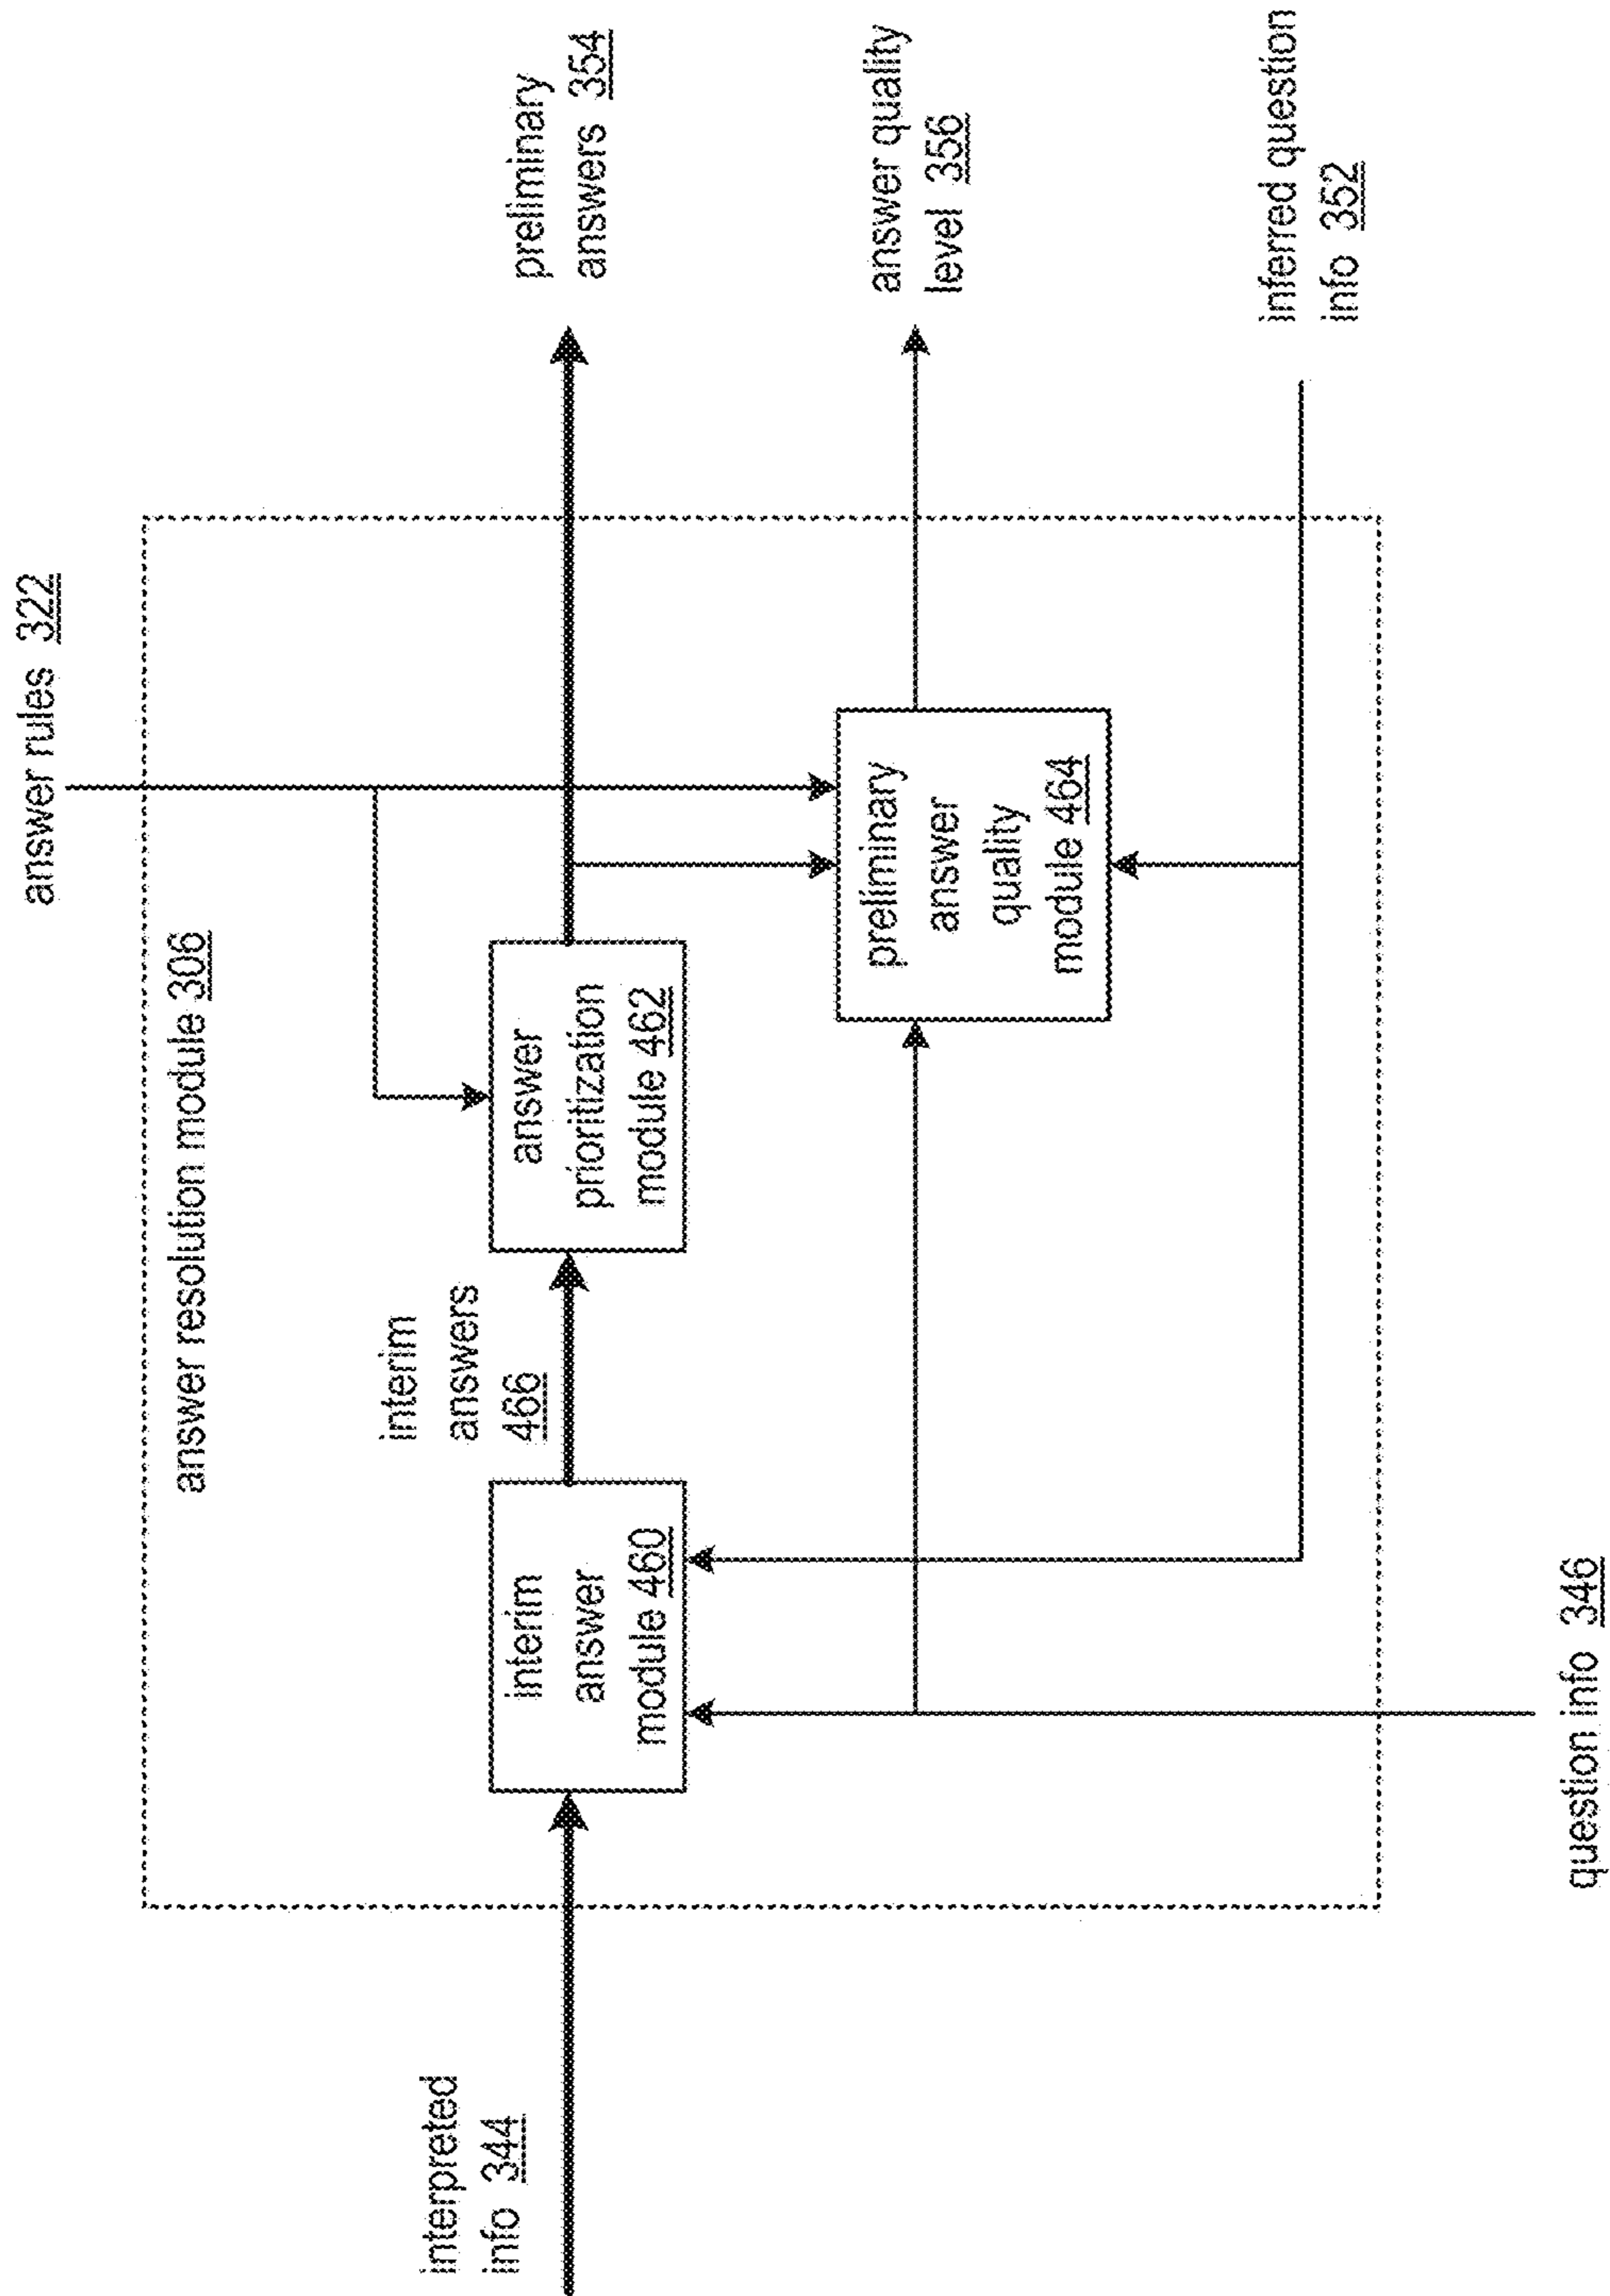 answer rules 322
answer resolution module 306
interpreted
info 344
interim
answer
module 460
interim
answers
466
answer
prioritization
module 462
preliminary
answers 354
preliminary
answer
quality
module 464
answer quality
level 356
inferred question
info 352
question info 346